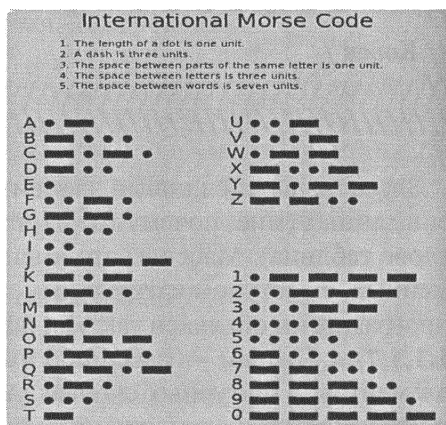 International Morse Code
1. The length of a dot is one unit.
2. A dash is three units.
3. The space between parts of the same letter is one unit.
4. The space between letters is three units.
5. The space between words is seven units.
A
B
C
D
E
F
G
H
I
J
K
L
M
N
O
P
Q
R
S
T
U
V
W
X
Y
Z
1
2
3
4
5
6
7
8
9
0